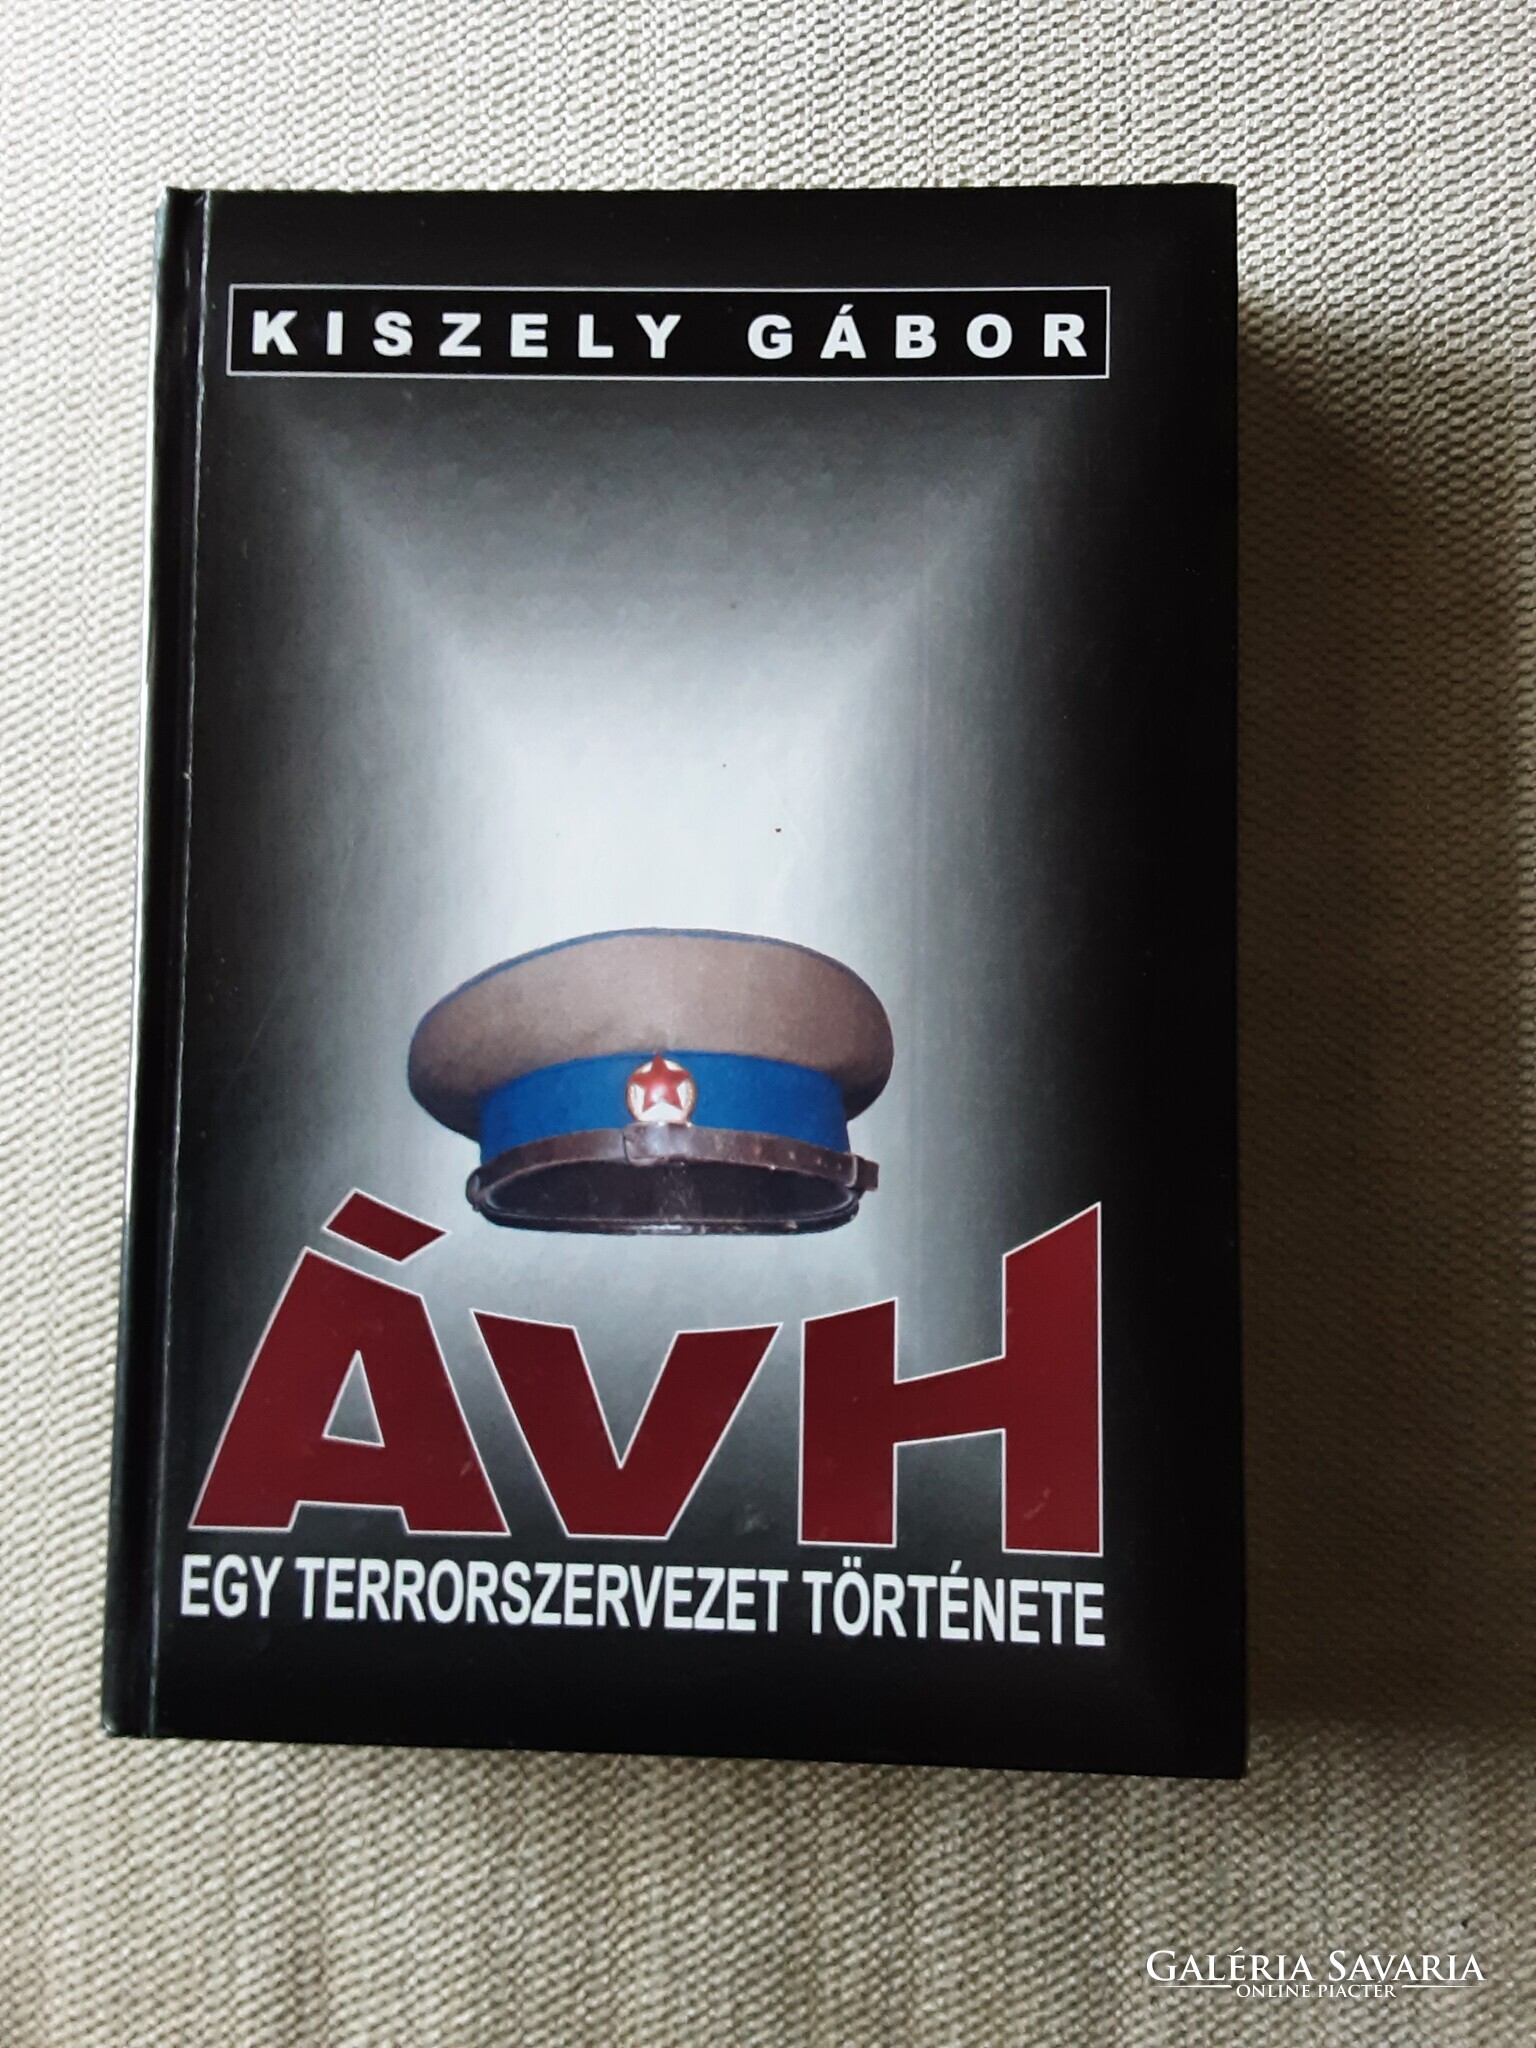 KISZELY GÁBOR
ÁVH
EGY TERRORSZERVEZET TÖRTÉNETE
GALÉRIA SAVARIA
ONLINE PIACTÉR